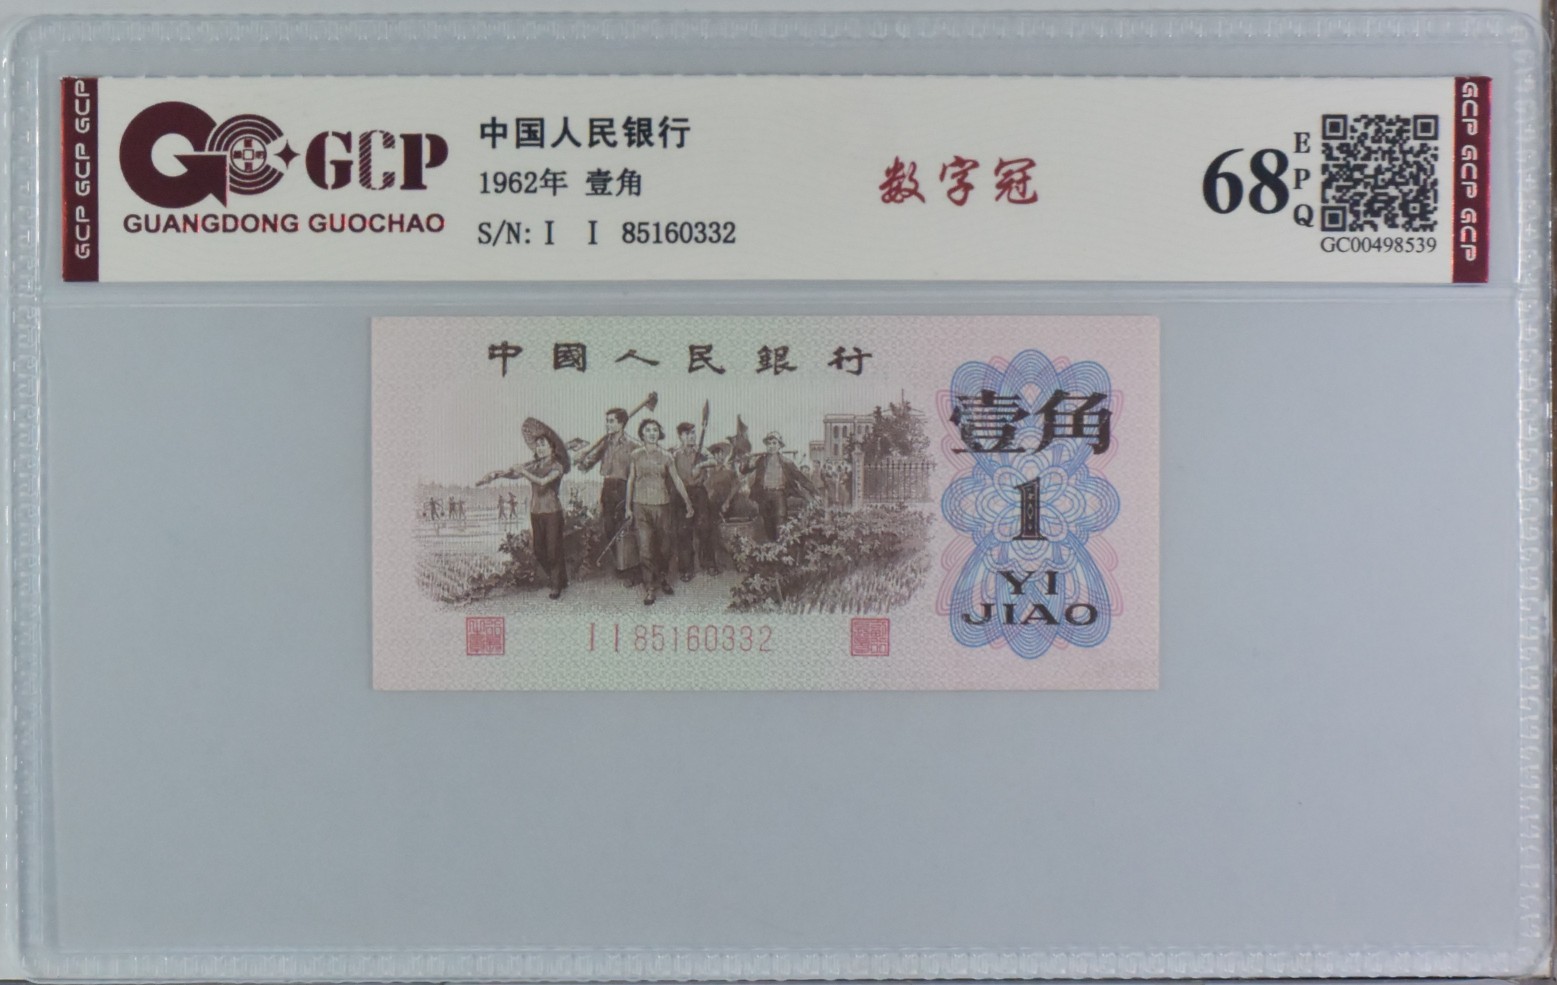 GCP GCP GCP
GCP
GUANGDONG GUOCHAO
中国人民银行
1962年 壹角
S/N: I I 85160332
数字冠
68
EPQ
GC00498539
GCP GCP GCP
中國人民銀行
壹角
1
YI
JIAO
I I 85160332